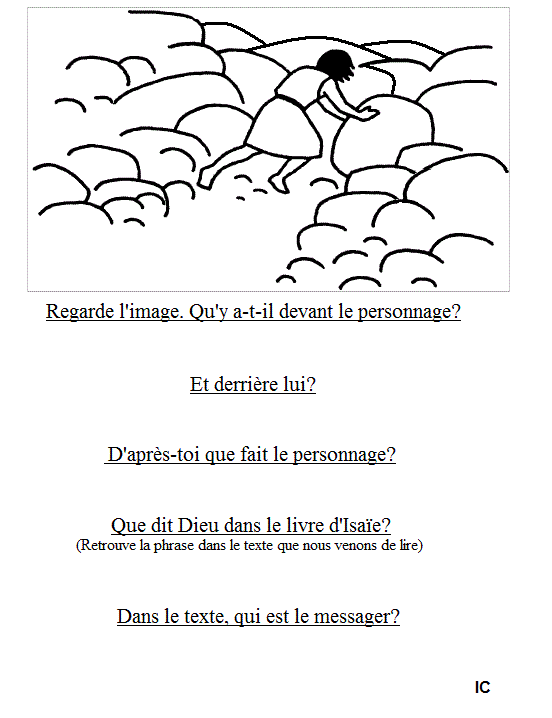 Regarde l'image. Qu'y a-t-il devant le personnage?
Et derrière lui?
D'après-toi que fait le personnage?
Que dit Dieu dans le livre d'Isaïe?
(Retrouve la phrase dans le texte que nous venons de lire)
Dans le texte, qui est le messager?
IC